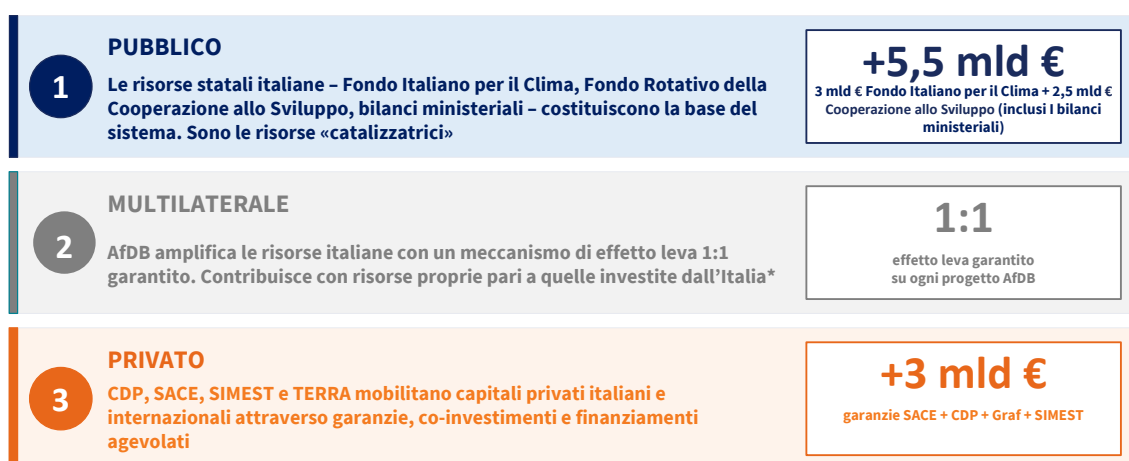 PUBBLICO
1
Le risorse statali italiane – Fondo Italiano per il Clima, Fondo Rotativo della
Cooperazione allo Sviluppo, bilanci ministeriali – costituiscono la base del
sistema. Sono le risorse «catalizzatrici»
+5,5 mld €
3 mld € Fondo Italiano per il Clima + 2,5 mld €
Cooperazione allo Sviluppo (inclusi I bilanci
ministeriali)
MULTILATERALE
2
AfDB amplifica le risorse italiane con un meccanismo di effetto leva 1:1
garantito. Contribuisce con risorse proprie pari a quelle investite dall’Italia*
1:1
effetto leva garantito
su ogni progetto AfDB
PRIVATO
3
CDP, SACE, SIMEST e TERRA mobilitano capitali privati italiani e
internazionali attraverso garanzie, co-investimenti e finanziamenti
agevolati
+3 mld €
garanzie SACE + CDP + Graf + SIMEST